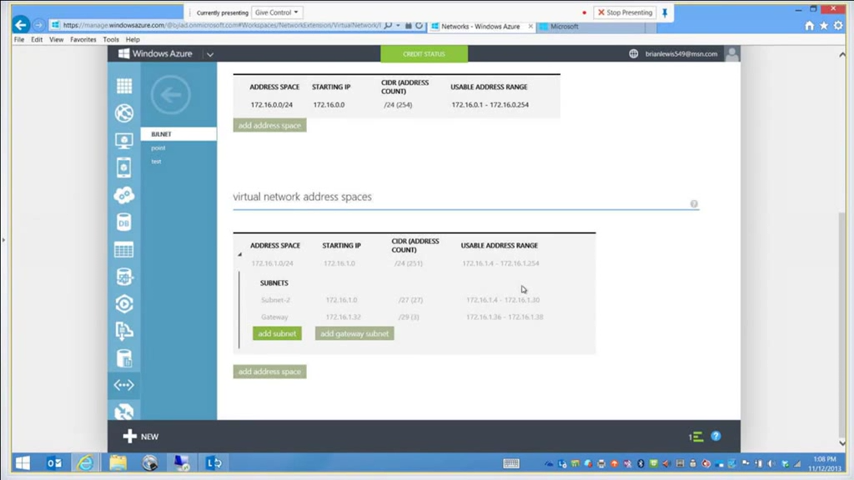 Currently presenting Give Control Stop Presenting
https://manage.windowsazure.com
Networks - Windows Azure
Microsoft
File Edit View Favorites Tools Help
Windows Azure
CREDIT STATUS
brianlewis549@msn.com
BJLNET
point
test
ADDRESS SPACE STARTING IP CIDR (ADDRESS COUNT) USABLE ADDRESS RANGE
172.16.0.0/24 172.16.0.0 /24 (254) 172.16.0.1 - 172.16.0.254
add address space
virtual network address spaces
ADDRESS SPACE STARTING IP CIDR (ADDRESS COUNT) USABLE ADDRESS RANGE
172.16.1.0/24 172.16.1.0 /24 (251) 172.16.1.4 - 172.16.1.254
SUBNETS
Subnet-2 172.16.1.0 /27 (27) 172.16.1.4 - 172.16.1.30
Gateway 172.16.1.32 /29 (3) 172.16.1.36 - 172.16.1.38
add subnet add gateway subnet
add address space
NEW
1
1:08 PM
11/12/2013